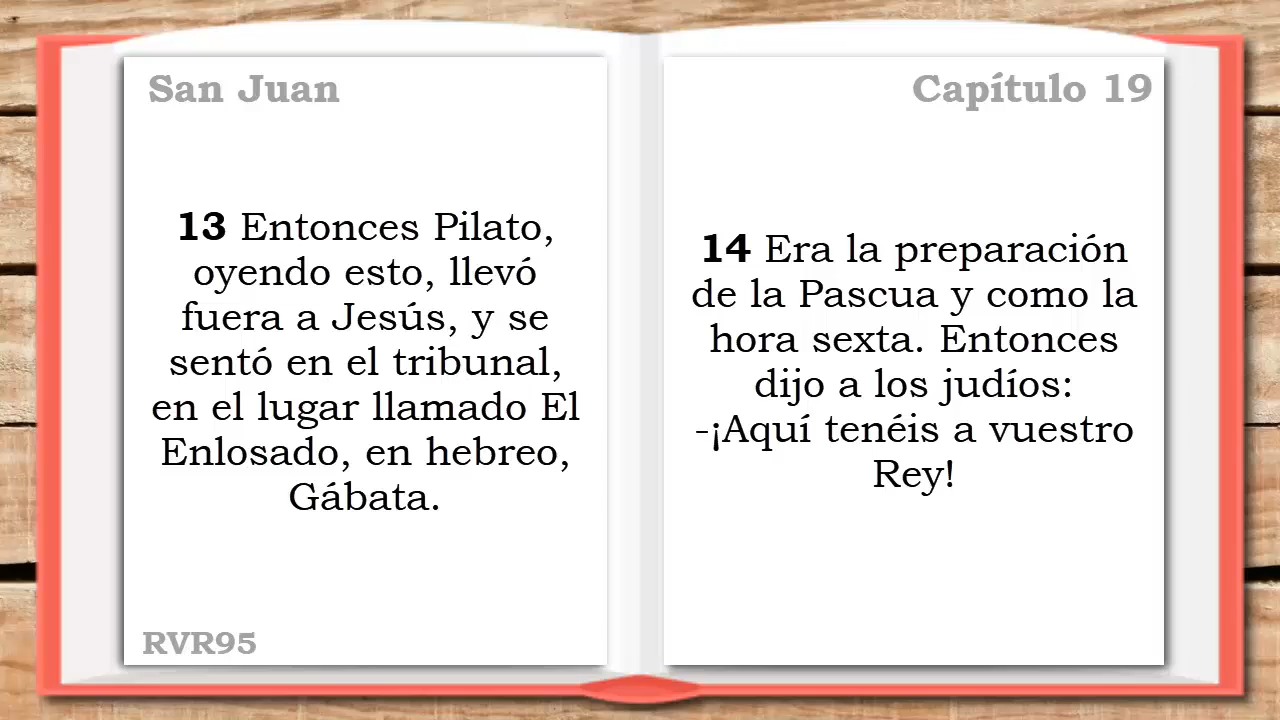 San Juan
13 Entonces Pilato,
oyendo esto, llevó
fuera a Jesús, y se
sentó en el tribunal,
en el lugar llamado El
Enlosado, en hebreo,
Gábata.
RVR95
Capítulo 19
14 Era la preparación
de la Pascua y como la
hora sexta. Entonces
dijo a los judíos:
-¡Aquí tenéis a vuestro
Rey!